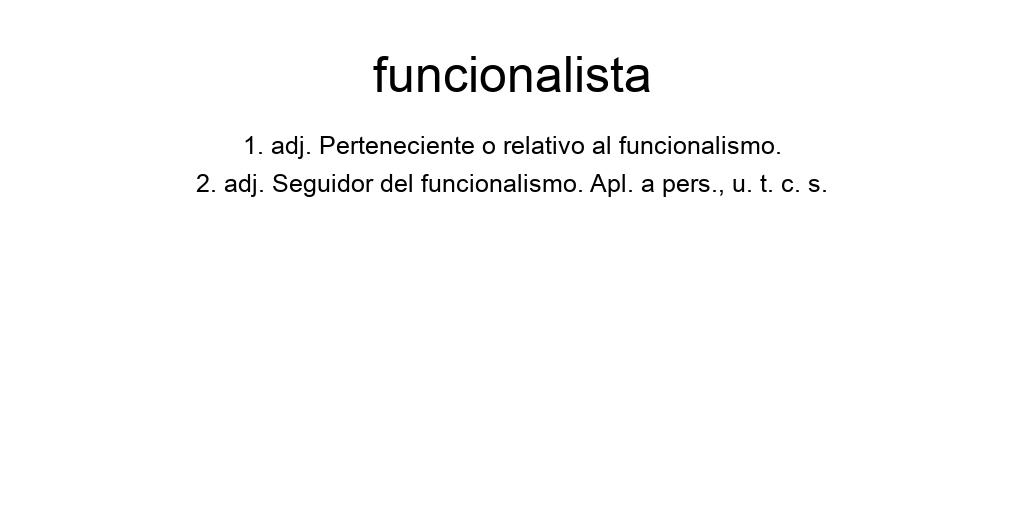 funcionalista
1. adj. Perteneciente o relativo al funcionalismo.
2. adj. Seguidor del funcionalismo. Apl. a pers., u. t. c. s.